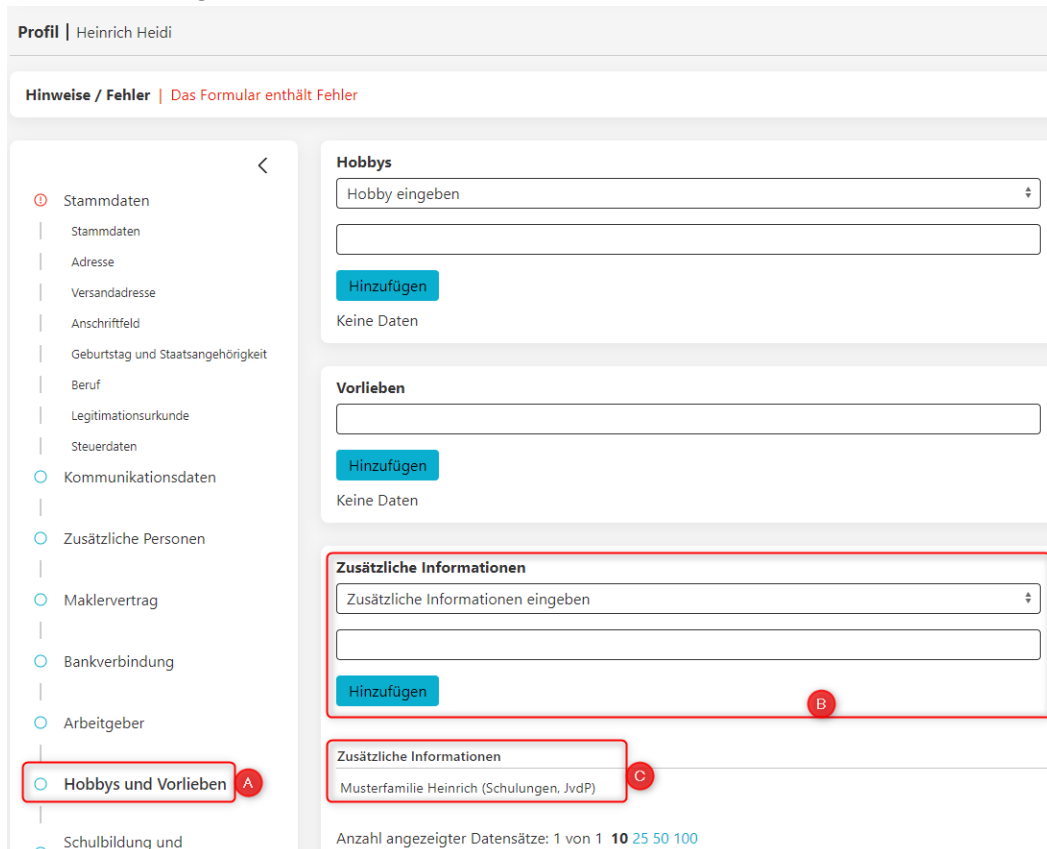 Profil | Heinrich Heidi
Hinweise / Fehler | Das Formular enthält Fehler
Stammdaten
Stammdaten
Adresse
Versandadresse
Anschriftfeld
Geburtstag und Staatsangehörigkeit
Beruf
Legitimationsurkunde
Steuerdaten
Kommunikationsdaten
Zusätzliche Personen
Maklervertrag
Bankverbindung
Arbeitgeber
Hobbys und Vorlieben A
Schulbildung und
Hobbys
Hobby eingeben
Hinzufügen
Keine Daten
Vorlieben
Hinzufügen
Keine Daten
Zusätzliche Informationen
Zusätzliche Informationen eingeben
Hinzufügen
B
Zusätzliche Informationen
C
Musterfamilie Heinrich (Schulungen, JvdP)
Anzahl angezeigter Datensätze: 1 von 1 10 25 50 100